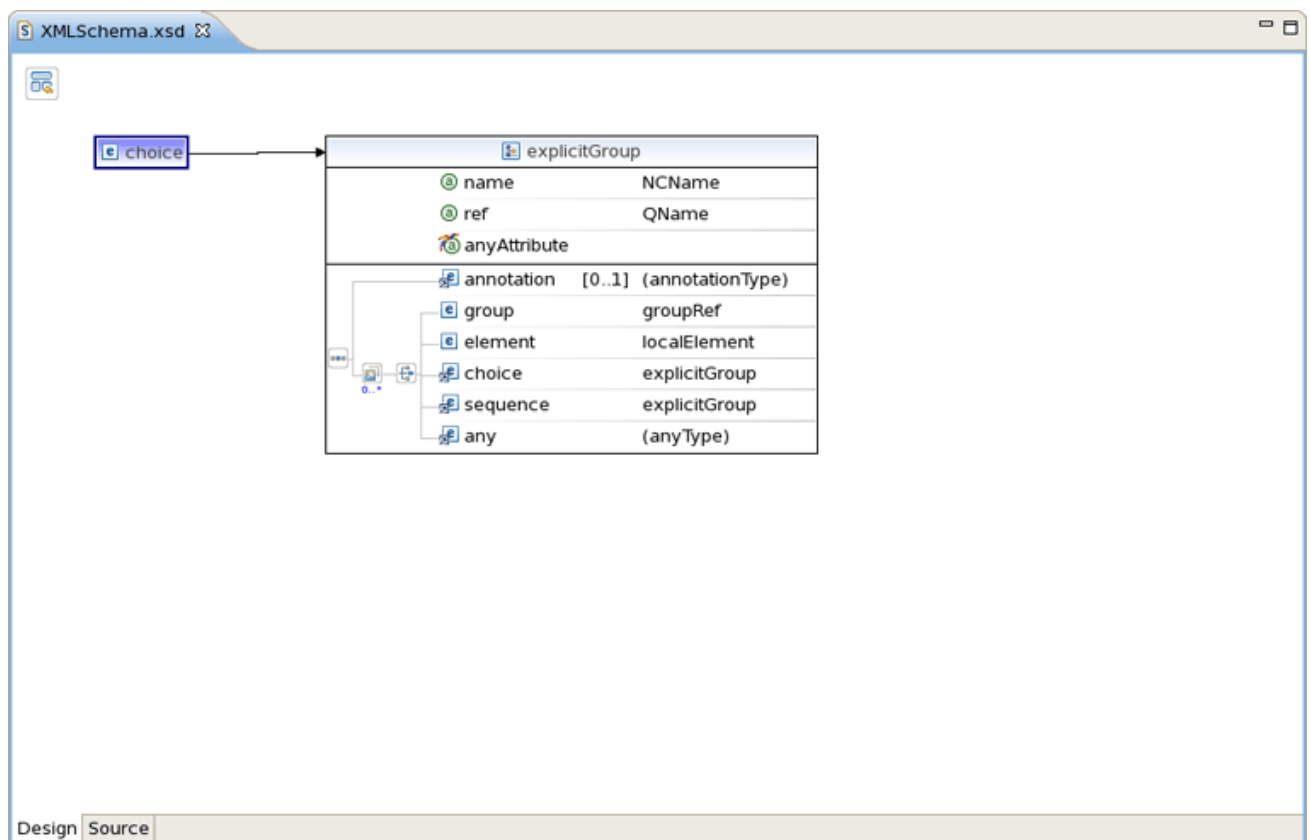 XMLSchema.xsd
choice
explicitGroup
name NCName
ref QName
anyAttribute
annotation [0..1] (annotationType)
group groupRef
element localElement
choice explicitGroup
0..*
sequence explicitGroup
any (anyType)
Design Source